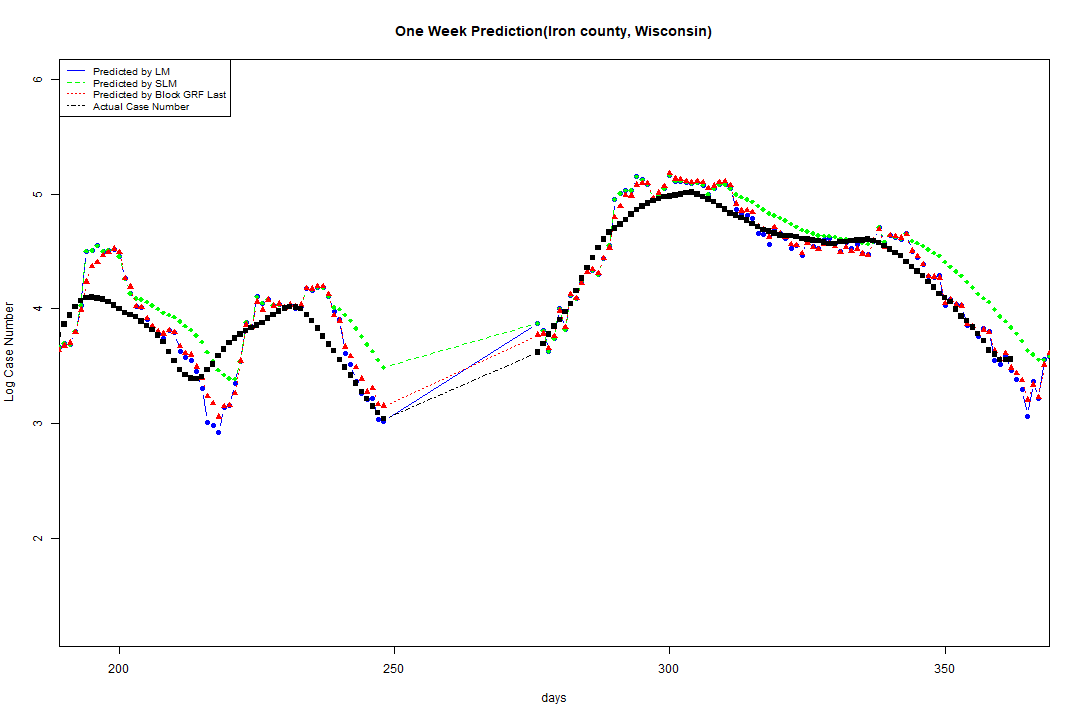 One Week Prediction(Iron county, Wisconsin)
Predicted by LM
Predicted by SLM
Predicted by Block GRF Last
Actual Case Number
6
5
4
3
2
Log Case Number
200
250
300
350
days